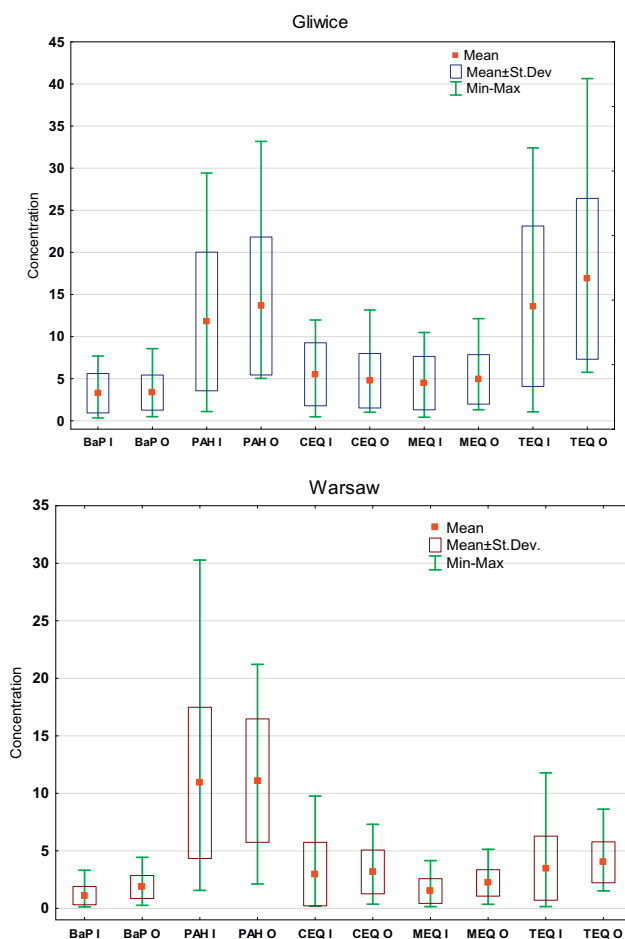 Gliwice
45
40
35
30
25
20
15
10
5
0
Concentration
Mean
Mean±St.Dev
Min-Max
BaP I BaP O PAH I PAH O CEQ I CEQ O MEQ I MEQ O TEQ I TEQ O
Warsaw
35
30
25
20
15
10
5
0
Concentration
Mean
Mean±St.Dev.
Min-Max
BaP I BaP O PAH I PAH O CEQ I CEQ O MEQ I MEQ O TEQ I TEQ O